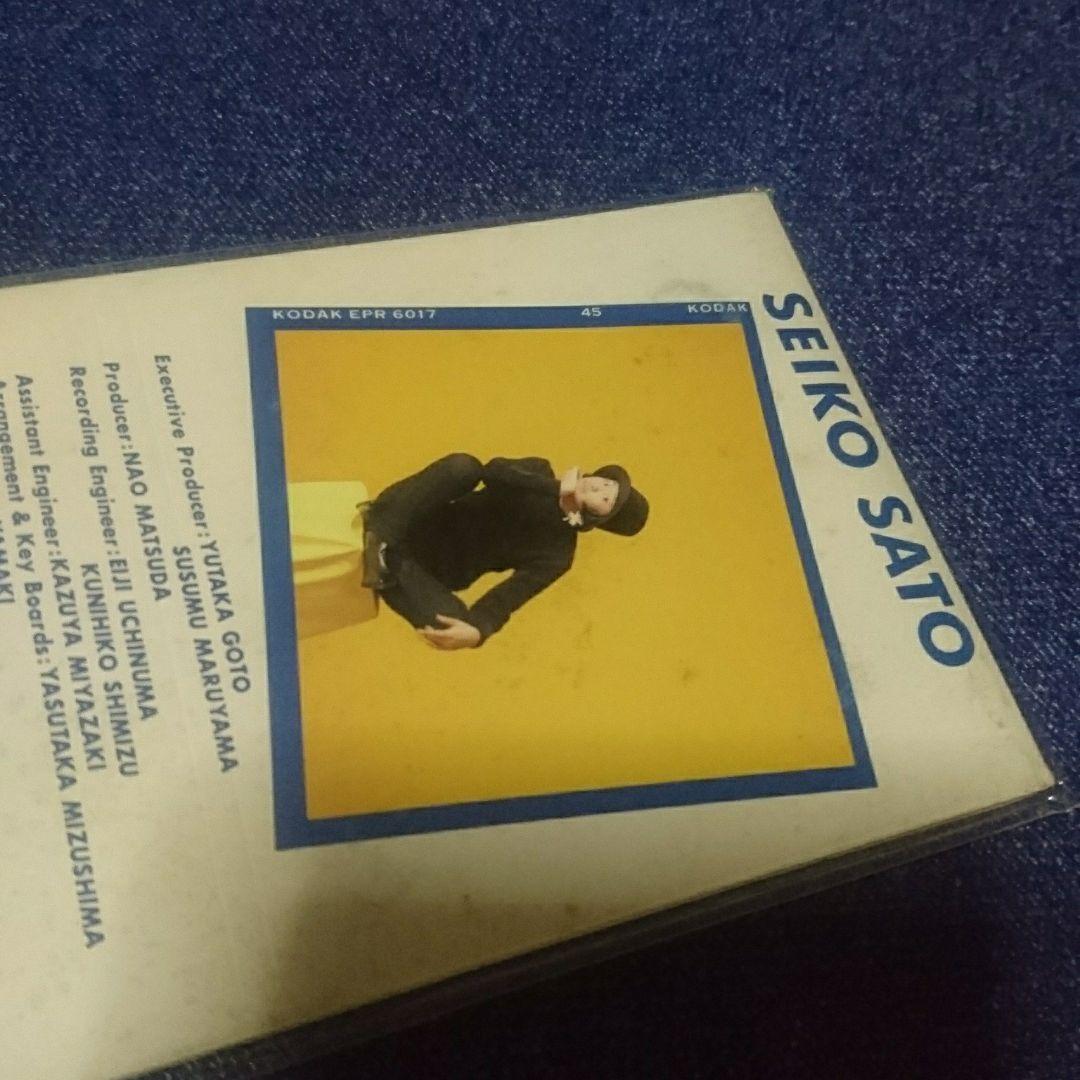 SEIKO SATO
KODAK EPR 6017 45 KODAK
Executive Producer:YUTAKA GOTO
SUSUMU MARUYAMA
Producer:NAO MATSUDA
Recording Engineer:EIJI UCHINUMA
KUNIHIKO SHIMIZU
Assistant Engineer:KAZUYA MIYAZAKI
Arrangement & Key Boards:YASUTAKA MIZUSHIMA